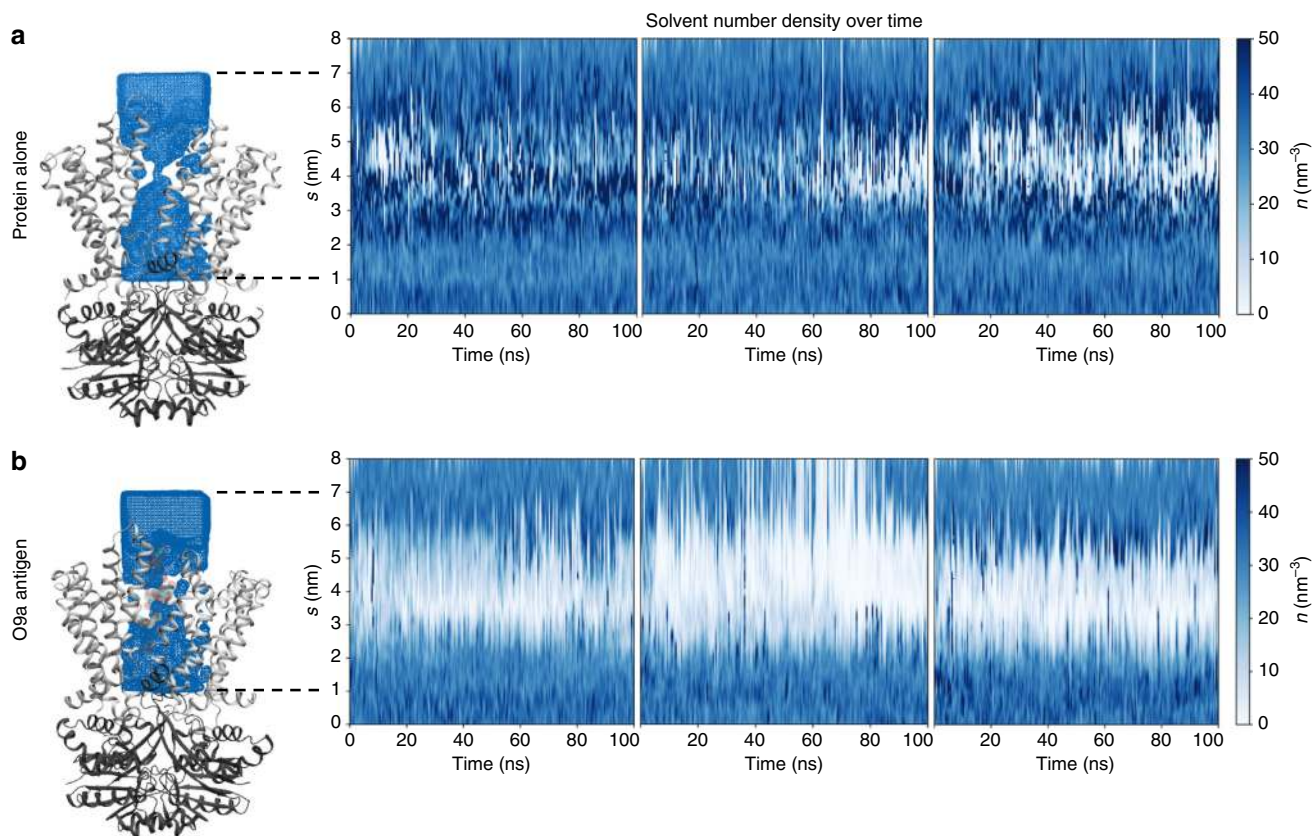 Solvent number density over time
a
Protein alone
8
7
6
5
4
3
2
1
0
s (nm)
0 20 40 60 80 100
20 40 60 80 100
20 40 60 80 100
Time (ns)
Time (ns)
Time (ns)
50
40
30
20
10
0
n (nm⁻³)
b
O9a antigen
8
7
6
5
4
3
2
1
0
s (nm)
0 20 40 60 80 100
20 40 60 80 100
20 40 60 80 100
Time (ns)
Time (ns)
Time (ns)
50
40
30
20
10
0
n (nm⁻³)